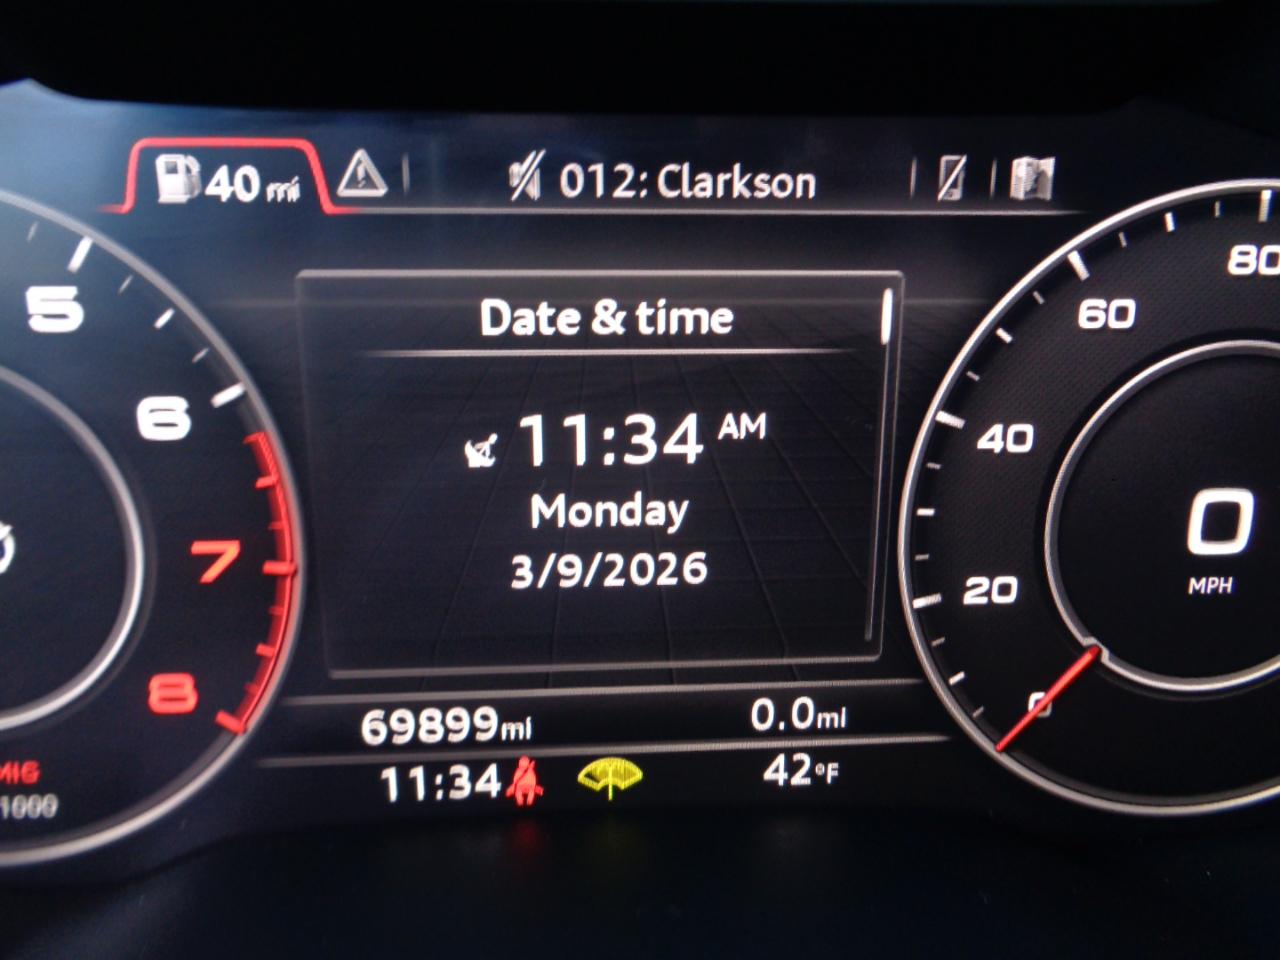 40 mi
012: Clarkson
Date & time
11:34 AM
Monday
3/9/2026
69899 mi
0.0 mi
11:34
42°F
5
6
7
8
1000
80
60
40
20
0
0
MPH